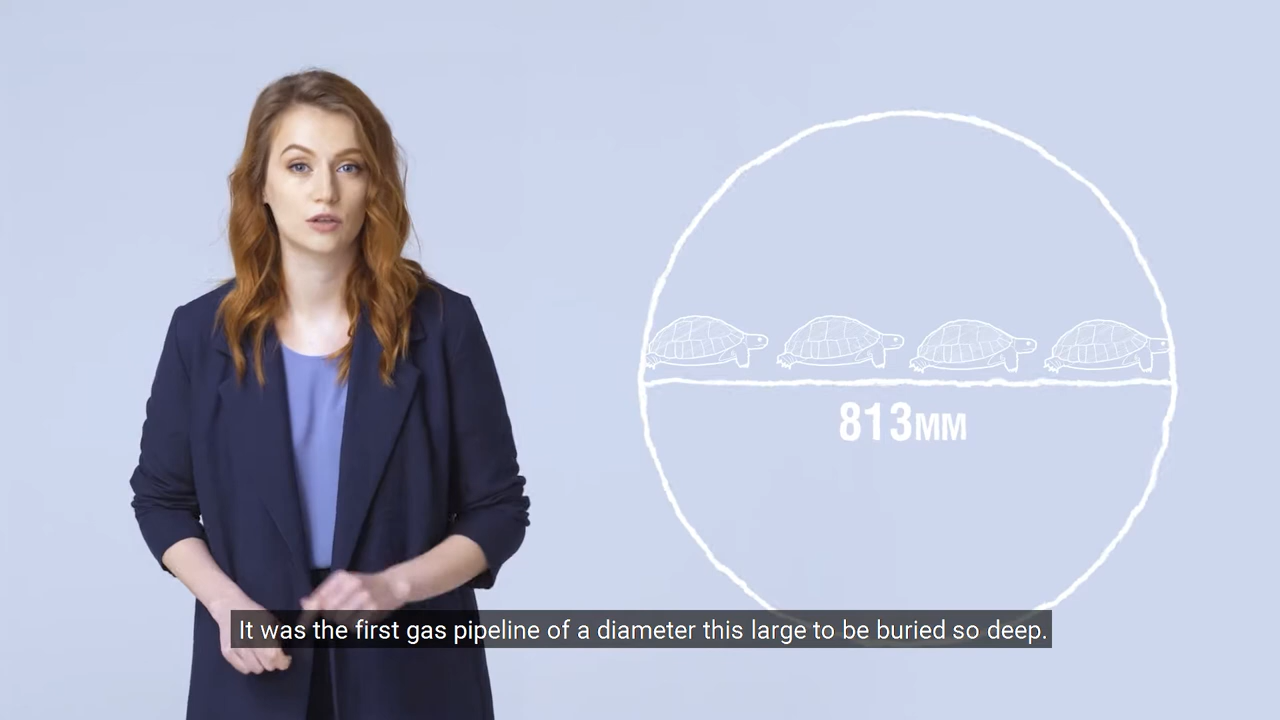 813MM
It was the first gas pipeline of a diameter this large to be buried so deep.